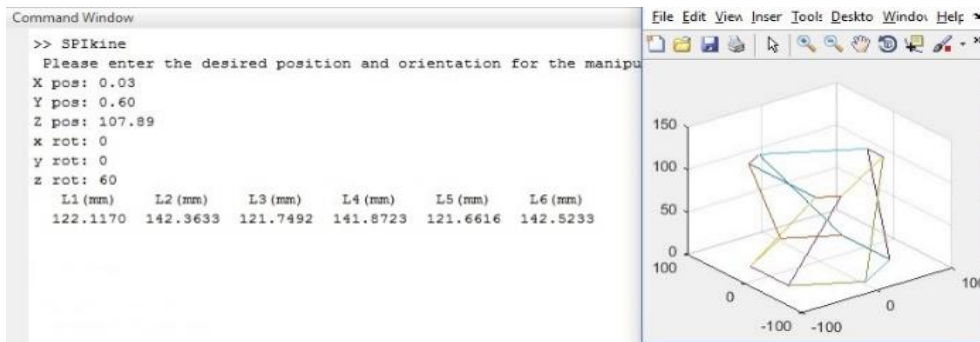 Command Window
>> SPIkine
Please enter the desired position and orientation for the manipu
X pos: 0.03
Y pos: 0.60
Z pos: 107.89
x rot: 0
y rot: 0
z rot: 60
L1(mm) L2(mm) L3(mm) L4(mm) L5(mm) L6(mm)
122.1170 142.3633 121.7492 141.8723 121.6616 142.5233
File Edit View Inser Tools Deskto Window Help
150
100
50
0
100
0
-100
-100
0
100